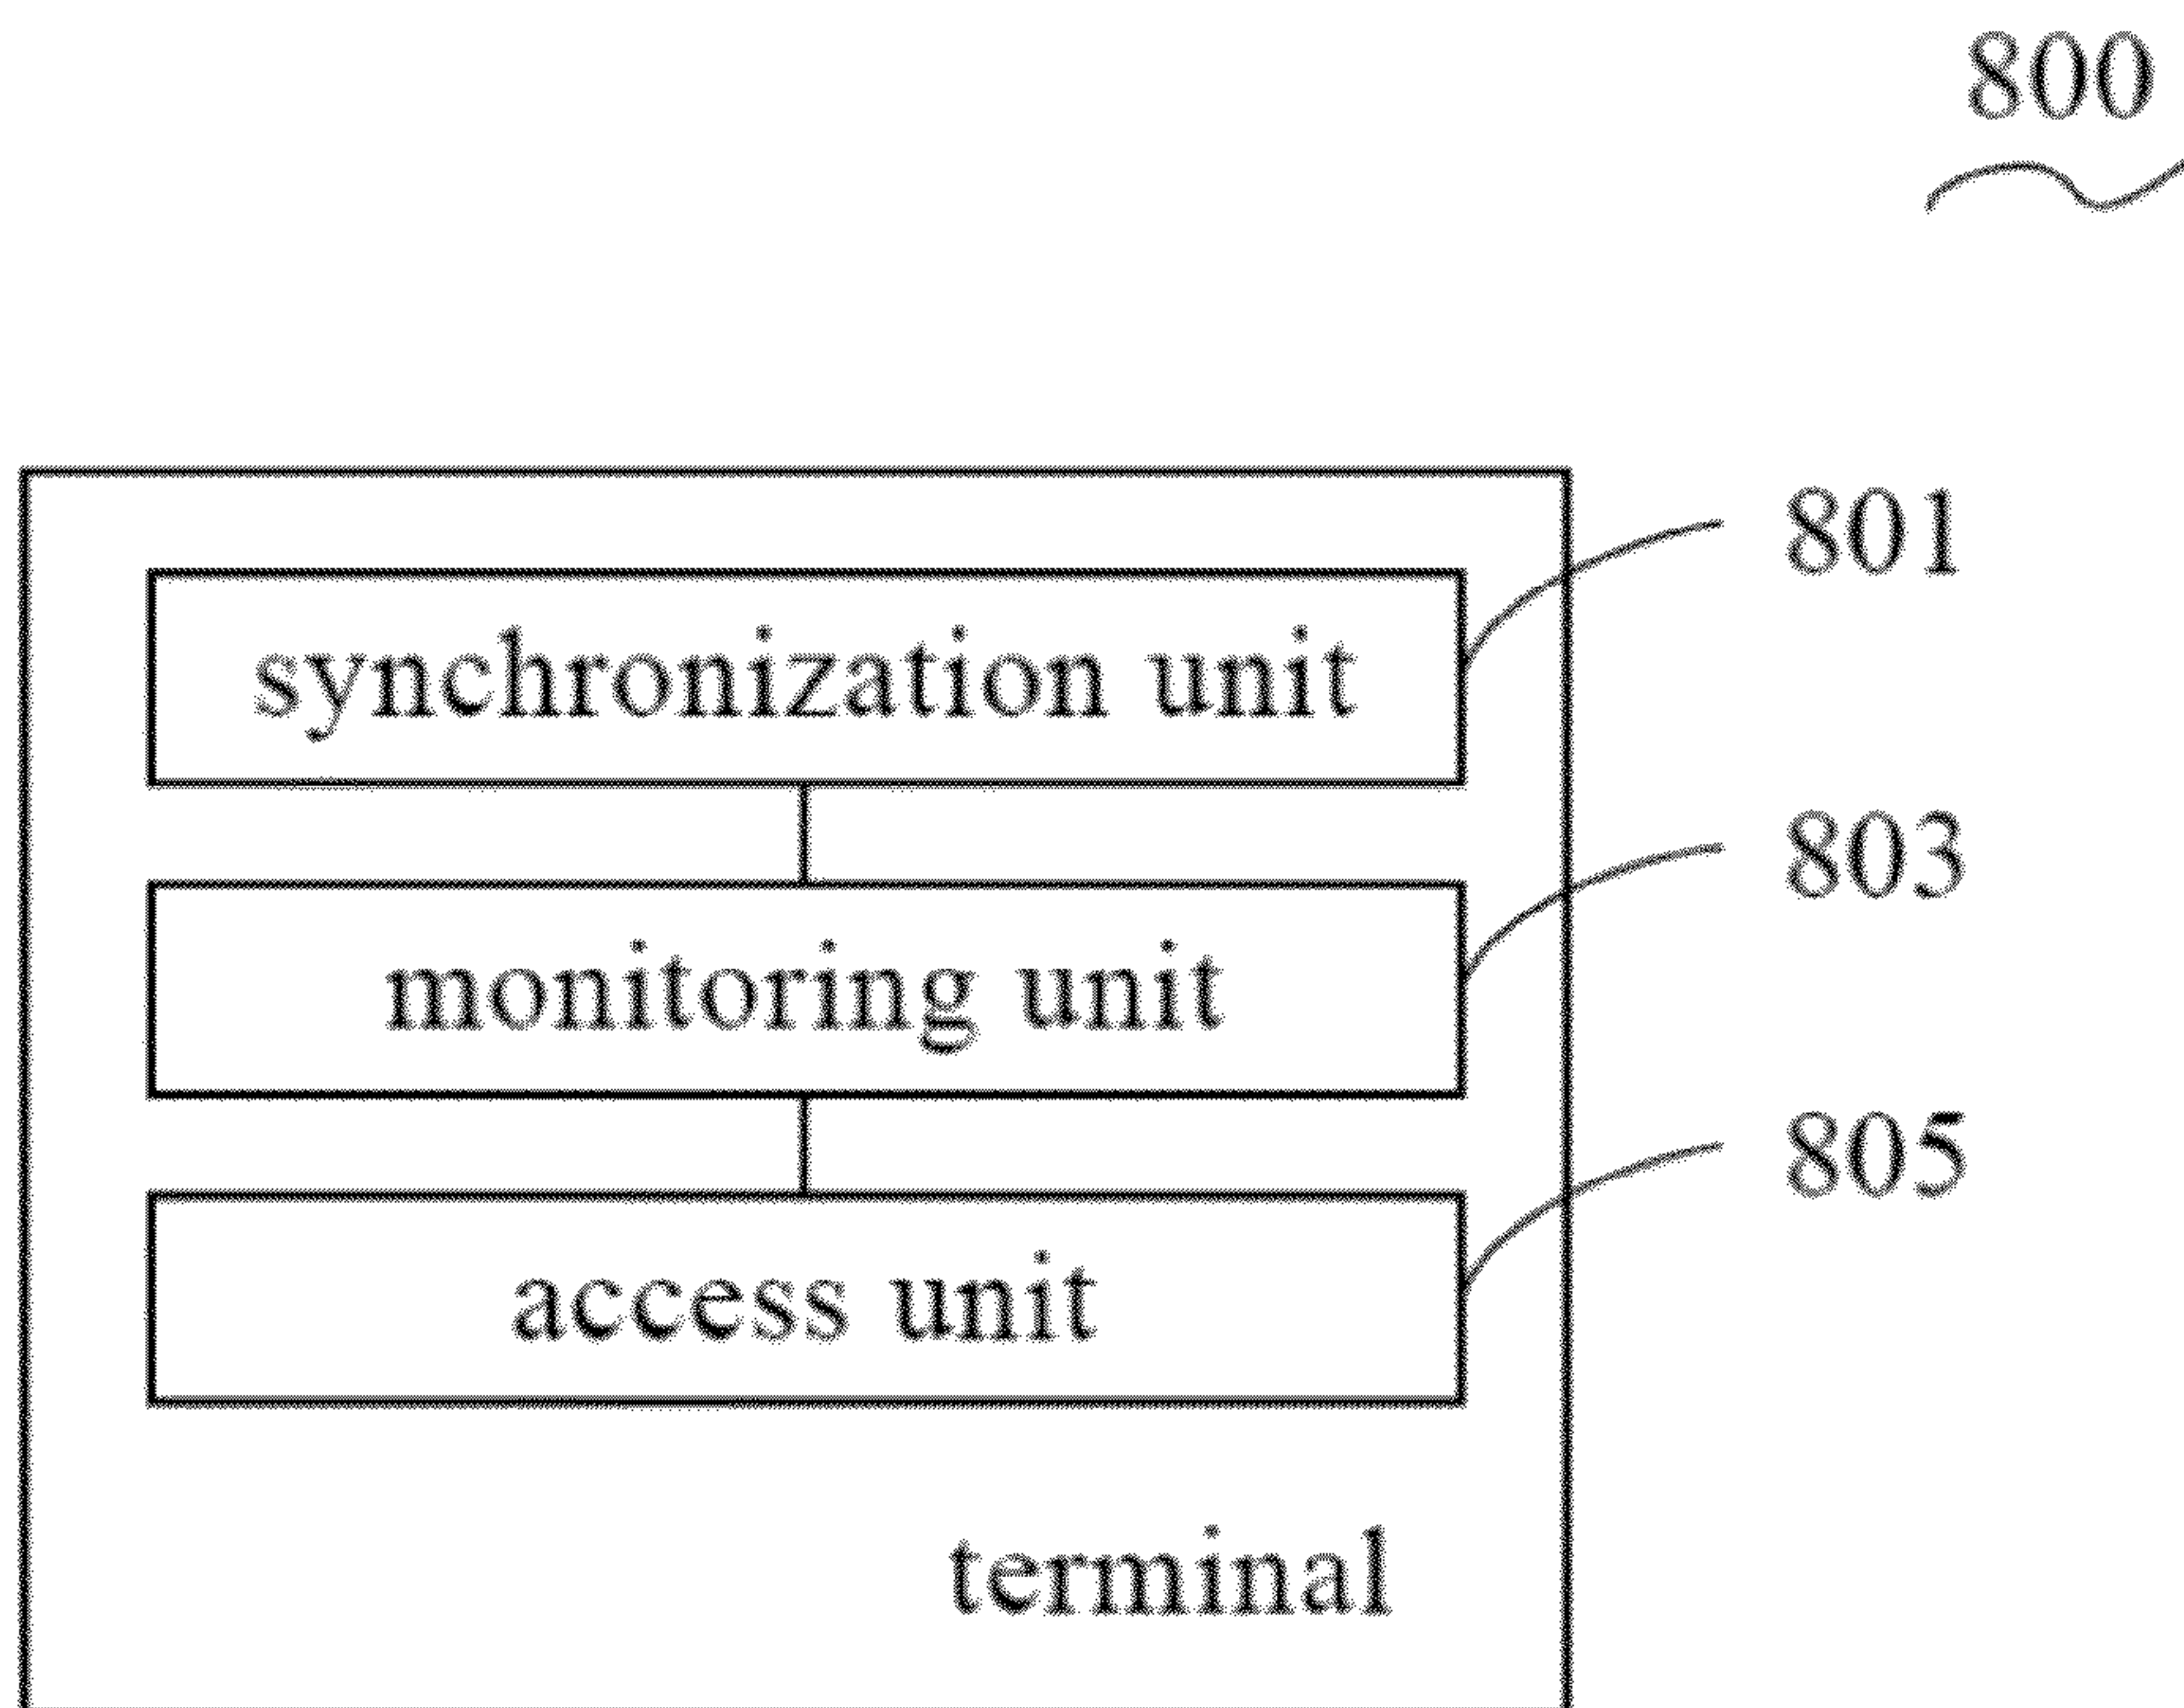 800
801
synchronization unit
803
monitoring unit
805
access unit
terminal